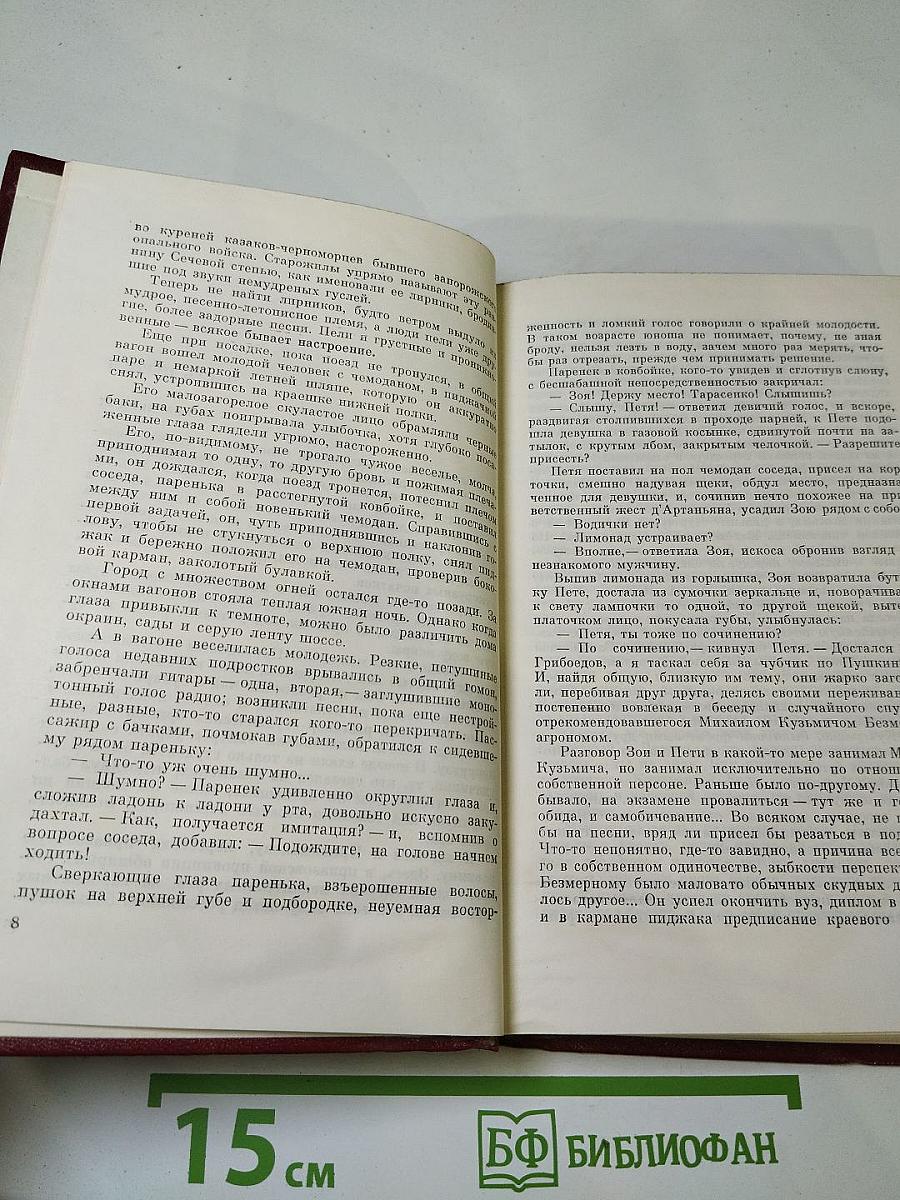 во куреней казаков-черноморцев бывшего запорожского
опального войска. Старожилы упрямо называют эту рав-
нину Сечевой степью, как именовали ее лирники, бродив-
шие под звуки немудреных гуслей.
Теперь не найти лирников, будто ветром выдуло их
мудрое, песенно-летописное племя, а люди пели уже дру-
гие, более задорные песни. Пели и грустные и проникно-
венные — всякое бывает настроение.
Еще при посадке, пока поезд не тронулся, в общий
вагон вошел молодой человек с чемоданом, в пиджачной
паре и немаркой летней шляпе, которую он аккуратно
снял, устроившись на краешке нижней полки.
Его малозагорелое скуластое лицо обрамляли черные
баки, на губах поигрывала улыбочка, хотя глубоко поса-
женные глаза глядели угрюмо, настороженно.
Его, по-видимому, не трогало чужое веселье, молча
приподнимая то одну, то другую бровь и пожимая плеча-
ми, он дождался, когда поезд тронется, потеснил плечом
соседа, паренька в расстегнутой ковбойке, и поставил
между ним и собой новенький чемодан. Справившись с
первой задачей, он, чуть приподнявшись и наклонив го-
лову, чтобы не стукнуться о верхнюю полку, снял пид-
жак и бережно положил его на чемодан, проверив боко-
вой карман, заколотый булавкой.
Город с множеством огней остался где-то позади. За
окнами вагонов стояла теплая южная ночь. Однако когда
глаза привыкли к темноте, можно было различить дома
окраин, сады и серую ленту шоссе.
А в вагоне веселилась молодежь. Резкие, петушиные
голоса недавних подростков врывались в общий гомон,
забренчали гитары — одна, вторая,— заглушившие моно-
тонный голос радио; возникли песни, пока еще нестрой-
ные, разные, кто-то старался кого-то перекричать. Пас-
сажир с бачками, почмокав губами, обратился к сидевше-
му рядом пареньку:
— Что-то уж очень шумно...
— Шумно? — Паренек удивленно округлил глаза и,
сложив ладонь к ладони у рта, довольно искусно заку-
дахтал. — Как, получается имитация? — и, вспомнив о
вопросе соседа, добавил: — Подождите, на голове начнем
ходить!
Сверкающие глаза паренька, взъерошенные волосы,
пушок на верхней губе и подбородке, неуемная востор-
8
женность и ломкий голос говорили о крайней молодости.
В таком возрасте юноша не понимает, почему, не зная
броду, нельзя лезть в воду, зачем много раз мерять, что-
бы раз отрезать, прежде чем принимать решение.
Паренек в ковбойке, кого-то увидев и сглотнув слюну,
с бесшабашной непосредственностью закричал:
— Зоя! Держу место! Тарасенко! Слышишь?
— Слышу, Петя! — ответил девичий голос, и вскоре,
раздвигая столпившихся в проходе парней, к Пете подо-
шла девушка в газовой косынке, сдвинутой почти на за-
тылок, с крутым лбом, закрытым челочкой. — Разрешите
присесть?
Петя поставил на пол чемодан соседа, присел на кор-
точки, смешно надувая щеки, обдул место, предназна-
ченное для девушки, и, сочинив нечто похожее на при-
ветственный жест д'Артаньяна, усадил Зою рядом с собо
— Водички нет?
— Лимонад устраивает?
— Вполне,— ответила Зоя, искоса обронив взгляд
незнакомого мужчину.
Выпив лимонада из горлышка, Зоя возвратила бут
ку Пете, достала из сумочки зеркальце и, поворачива
к свету лампочки то одной, то другой щекой, выте
платочком лицо, покусала губы, улыбнулась:
— Петя, ты тоже по сочинению?
— По сочинению,— кивнул Петя. — Достался
Грибоедов, а я таскал себя за чубчик по Пушкин
И, найдя общую, близкую им тему, они жарко заго
ли, перебивая друг друга, делясь своими переживан
постепенно вовлекая в беседу и случайного спу
отрекомендовавшегося Михаилом Кузьмичом Безм
агрономом.
Разговор Зои и Пети в какой-то мере занимал М
Кузьмича, но занимал исключительно по отнош
собственной персоне. Раньше было по-другому. Д
бывало, на экзамене провалиться — тут же и го
обида, и самобичевание... Во всяком случае, не п
бы на песни, вряд ли присел бы резаться в под
Что-то непонятно, где-то завидно, а причина все
го в собственном одиночестве, зыбкости перспект
Безмерному было маловато обычных скудных д
лось другое... Он успел окончить вуз, диплом в
и в кармане пиджака предписание краевого
15 см
БФ БИБЛИОФАН